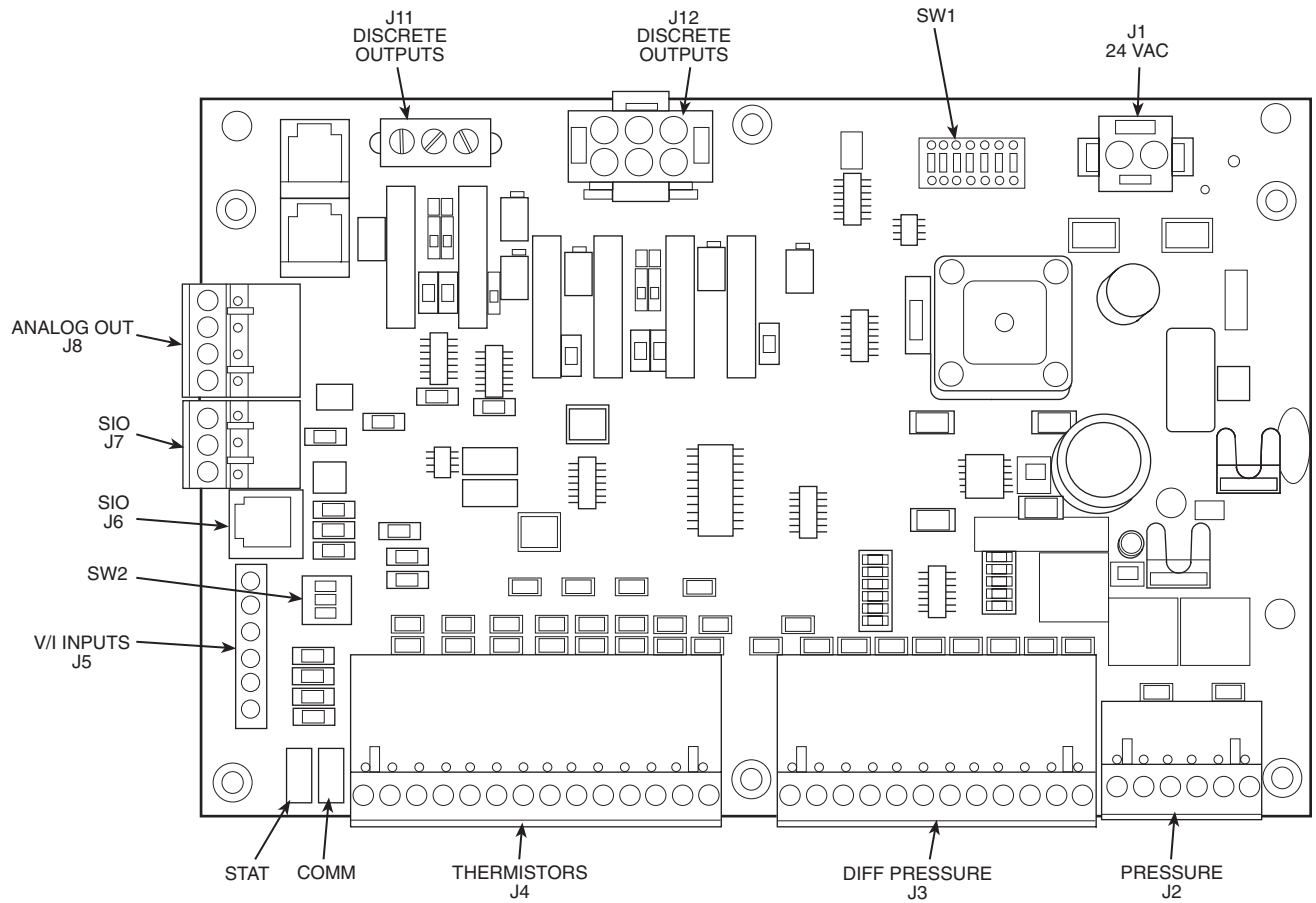 J11
DISCRETE
OUTPUTS
J12
DISCRETE
OUTPUTS
SW1
J1
24 VAC
ANALOG OUT
J8
SIO
J7
SIO
J6
SW2
V/I INPUTS
J5
STAT
COMM
THERMISTORS
J4
DIFF PRESSURE
J3
PRESSURE
J2